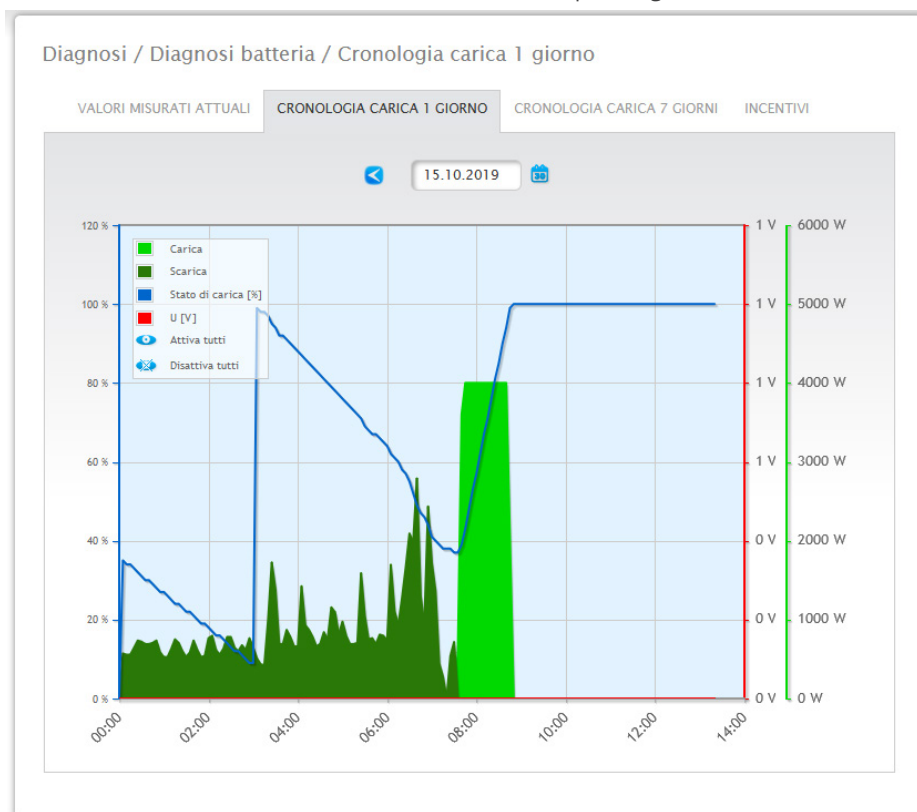 Diagnosi / Diagnosi batteria / Cronologia carica 1 giorno
VALORI MISURATI ATTUALI CRONOLOGIA CARICA 1 GIORNO CRONOLOGIA CARICA 7 GIORNI INCENTIVI
15.10.2019
30
120 % 1 V 6000 W
Carica
Scarica
Stato di carica [%]
100 % 1 V 5000 W
U [V]
Attiva tutti
Disattiva tutti
80 % 1 V 4000 W
60 % 1 V 3000 W
40 % 0 V 2000 W
20 % 0 V 1000 W
0 % 0 V 0 W
00:00 02:00 04:00 06:00 08:00 10:00 12:00 14:00